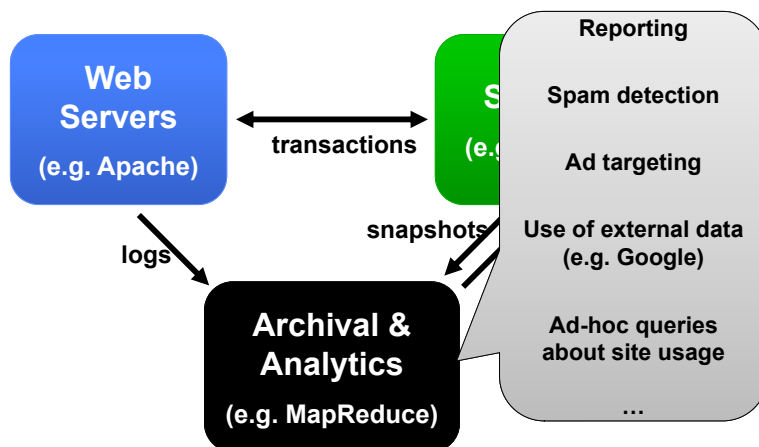 Web
Servers
(e.g. Apache)
transactions
S
(e.g
logs
snapshots
Archival &
Analytics
(e.g. MapReduce)
Reporting
Spam detection
Ad targeting
Use of external data
(e.g. Google)
Ad-hoc queries
about site usage
…